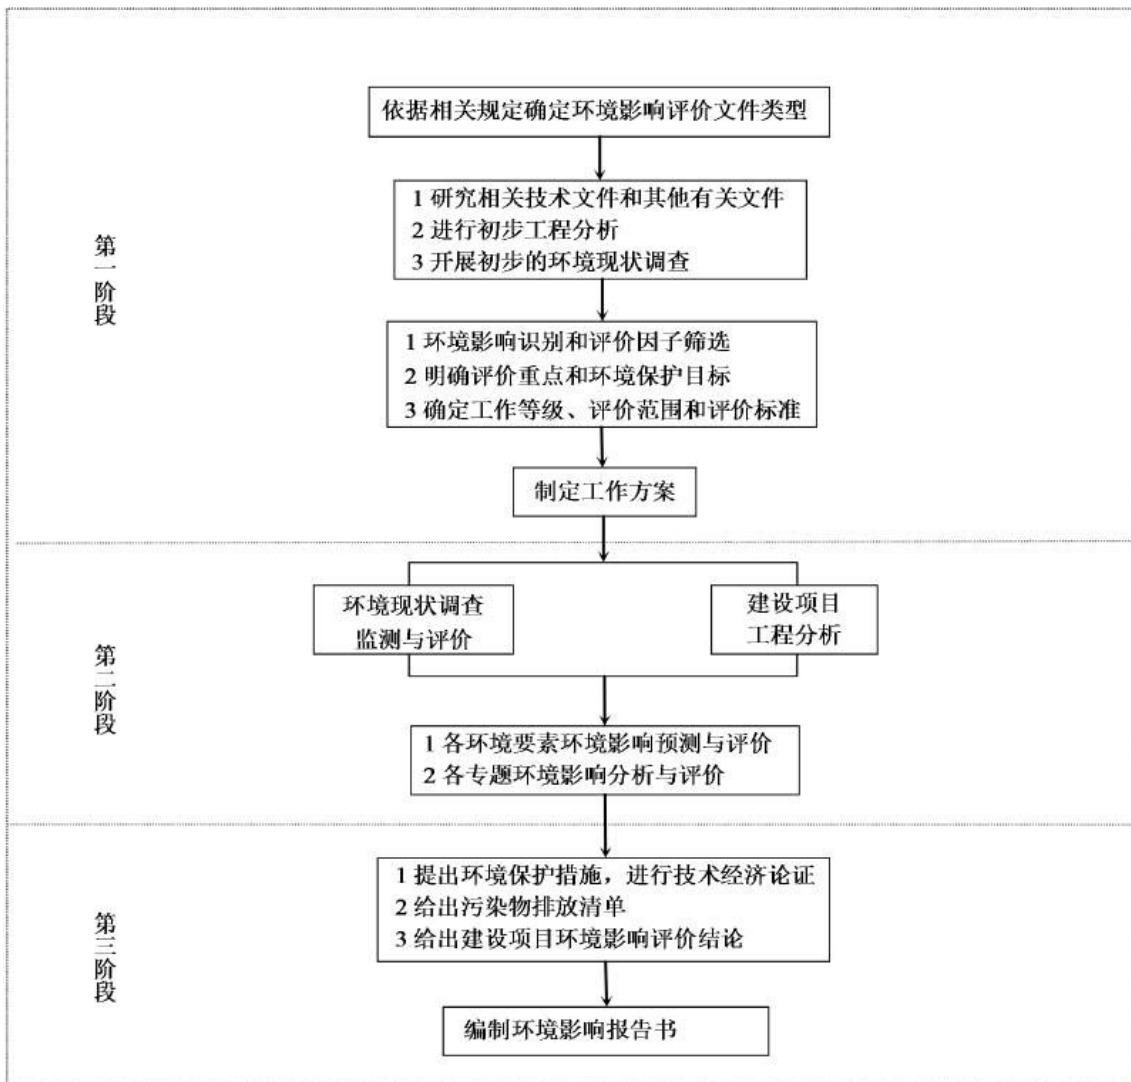 依据相关规定确定环境影响评价文件类型
第一阶段
1 研究相关技术文件和其他有关文件
2 进行初步工程分析
3 开展初步的环境现状调查
1 环境影响识别和评价因子筛选
2 明确评价重点和环境保护目标
3 确定工作等级、评价范围和评价标准
制定工作方案
第二阶段
环境现状调查
监测与评价
建设项目
工程分析
1 各环境要素环境影响预测与评价
2 各专题环境影响分析与评价
第三阶段
1 提出环境保护措施，进行技术经济论证
2 给出污染物排放清单
3 给出建设项目环境影响评价结论
编制环境影响报告书